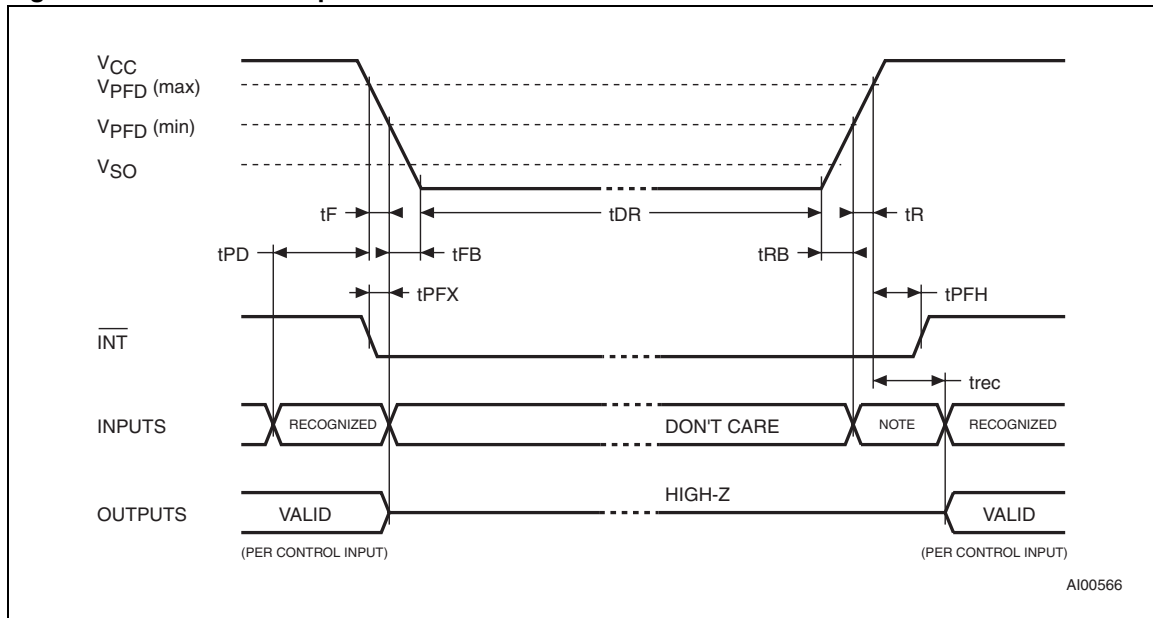 VCC
VPFD (max)
VPFD (min)
VSO
tF
tDR
tR
tPD
tFB
tRB
tPFX
tPFH
INT
trec
INPUTS
RECOGNIZED
DON'T CARE
NOTE
RECOGNIZED
HIGH-Z
OUTPUTS
VALID
VALID
(PER CONTROL INPUT)
(PER CONTROL INPUT)
AI00566